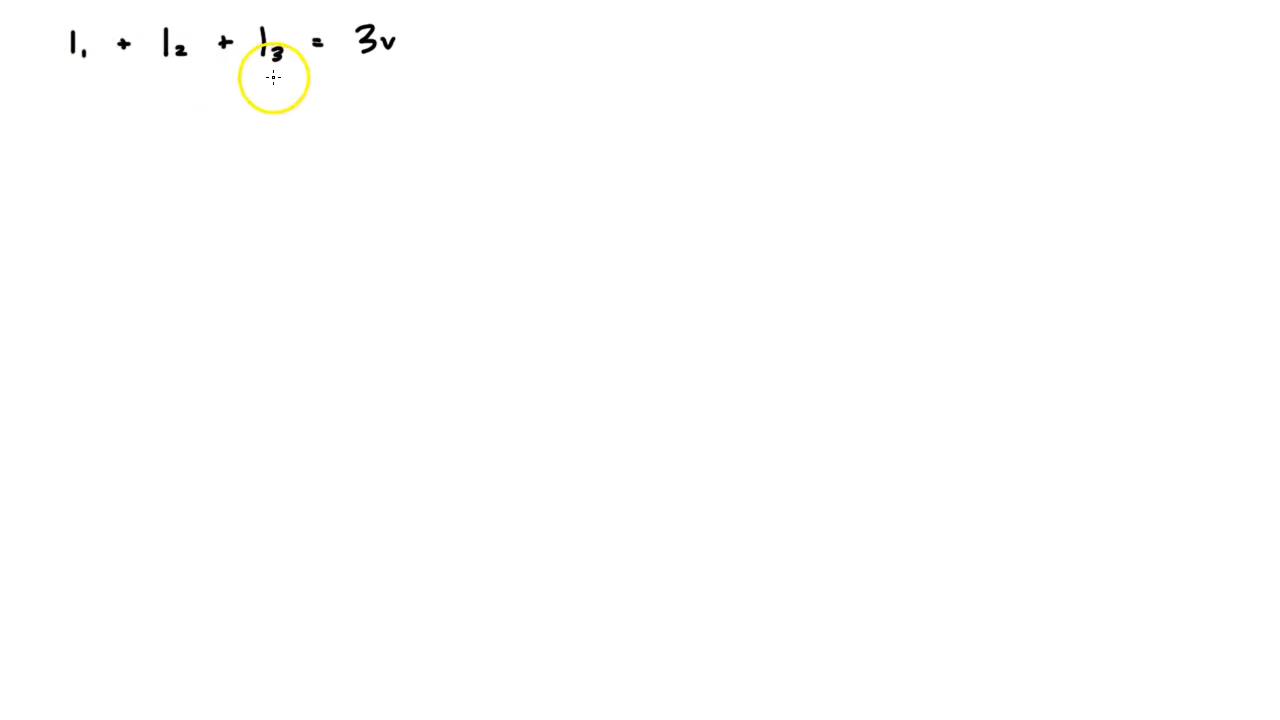 1₁ + 1₂ + 1₃ = 3v